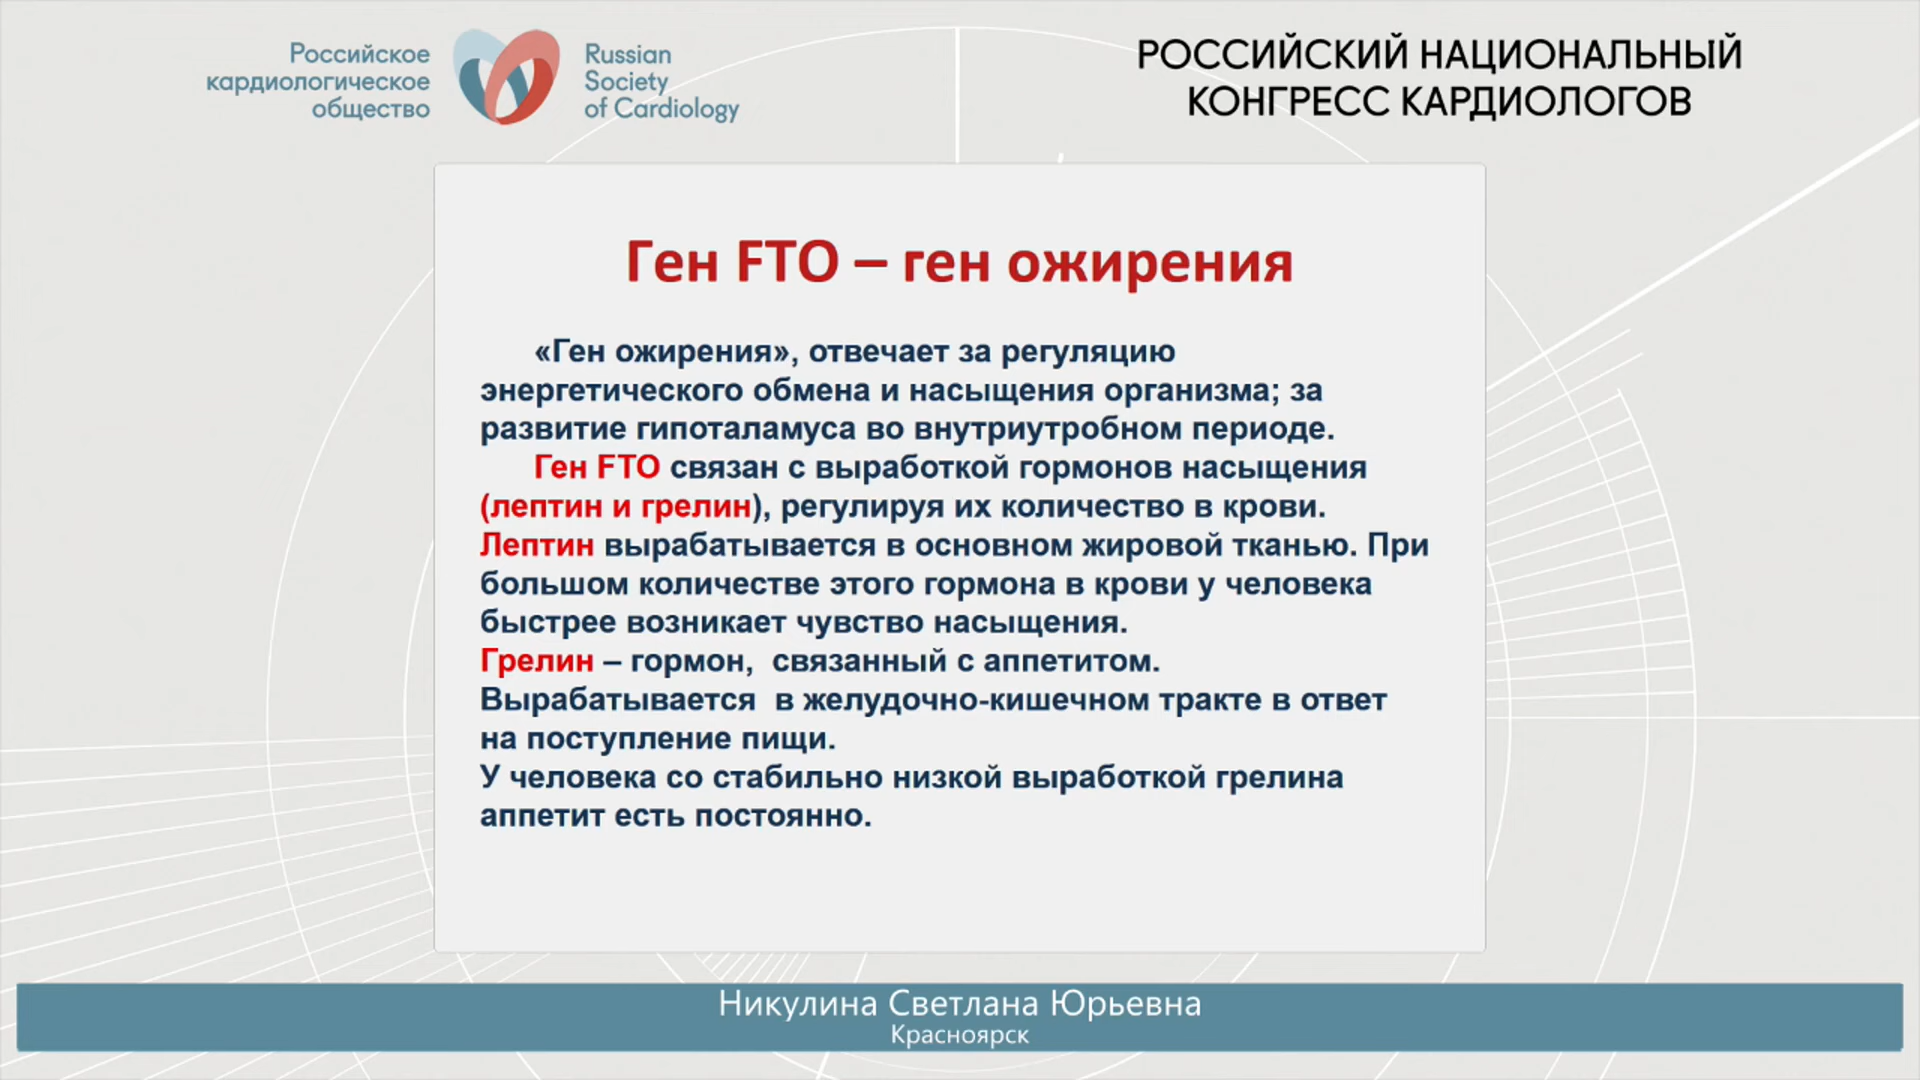 Российское
кардиологическое
общество
Russian
Society
of Cardiology
РОССИЙСКИЙ НАЦИОНАЛЬНЫЙ
КОНГРЕСС КАРДИОЛОГОВ
Ген FTO – ген ожирения
«Ген ожирения», отвечает за регуляцию
энергетического обмена и насыщения организма; за
развитие гипоталамуса во внутриутробном периоде.
Ген FTO связан с выработкой гормонов насыщения
(лептин и грелин), регулируя их количество в крови.
Лептин вырабатывается в основном жировой тканью. При
большом количестве этого гормона в крови у человека
быстрее возникает чувство насыщения.
Грелин – гормон, связанный с аппетитом.
Вырабатывается в желудочно-кишечном тракте в ответ
на поступление пищи.
У человека со стабильно низкой выработкой грелина
аппетит есть постоянно.
Никулина Светлана Юрьевна
Красноярск